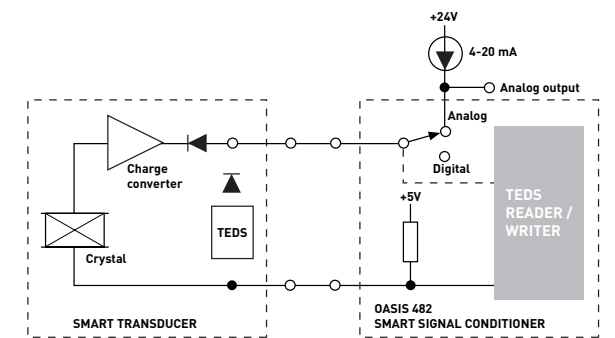 +24V
4-20 mA
Analog output
Analog
Digital
Charge
converter
+5V
TEDS
READER /
WRITER
TEDS
Crystal
OASIS 482
SMART SIGNAL CONDITIONER
SMART TRANSDUCER